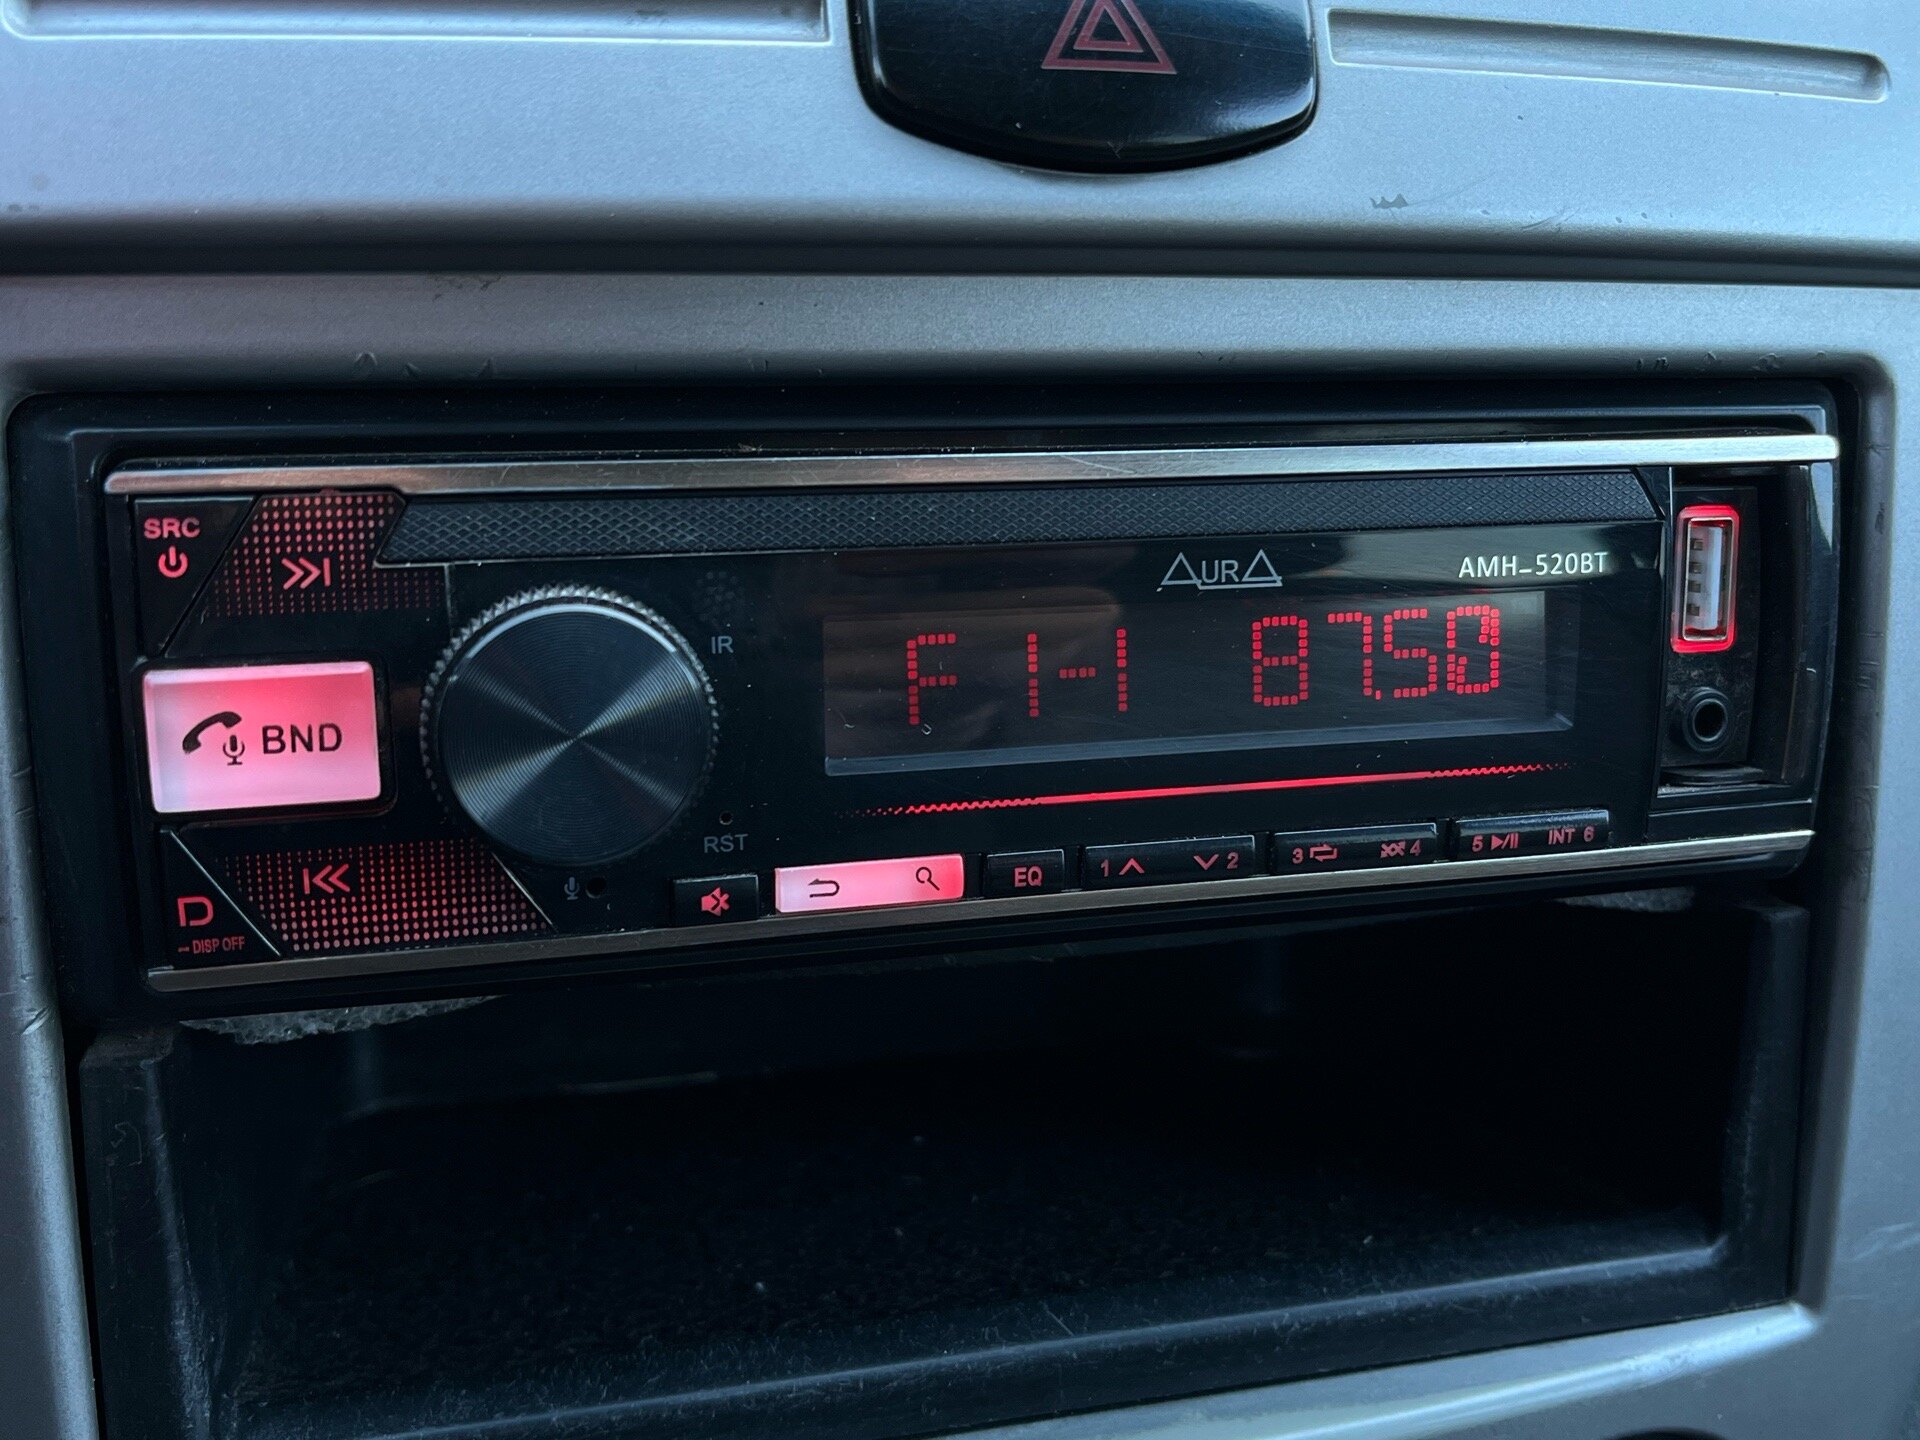 SRC
AURA
AMH-520BT
IR
F1-1 87.50
BND
RST
D
- DISP OFF
EQ
1
2
3
4
5
INT 6